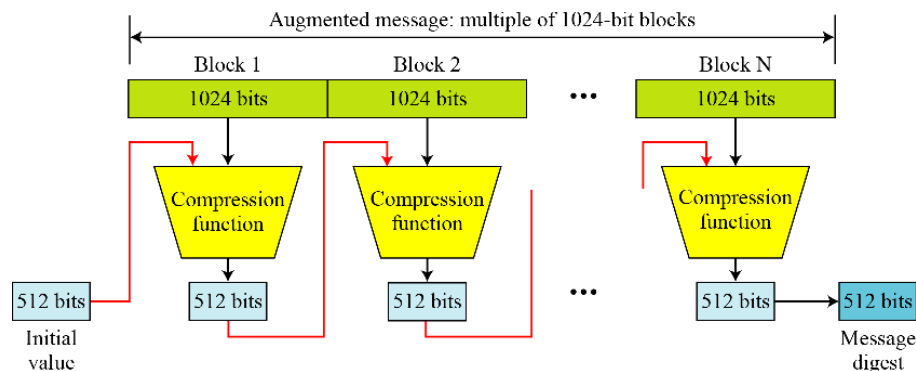 Augmented message: multiple of 1024-bit blocks
Block 1
Block 2
Block N
1024 bits
1024 bits
•••
1024 bits
Compression
function
Compression
function
Compression
function
512 bits
512 bits
512 bits
•••
512 bits
512 bits
Initial
value
Message
digest